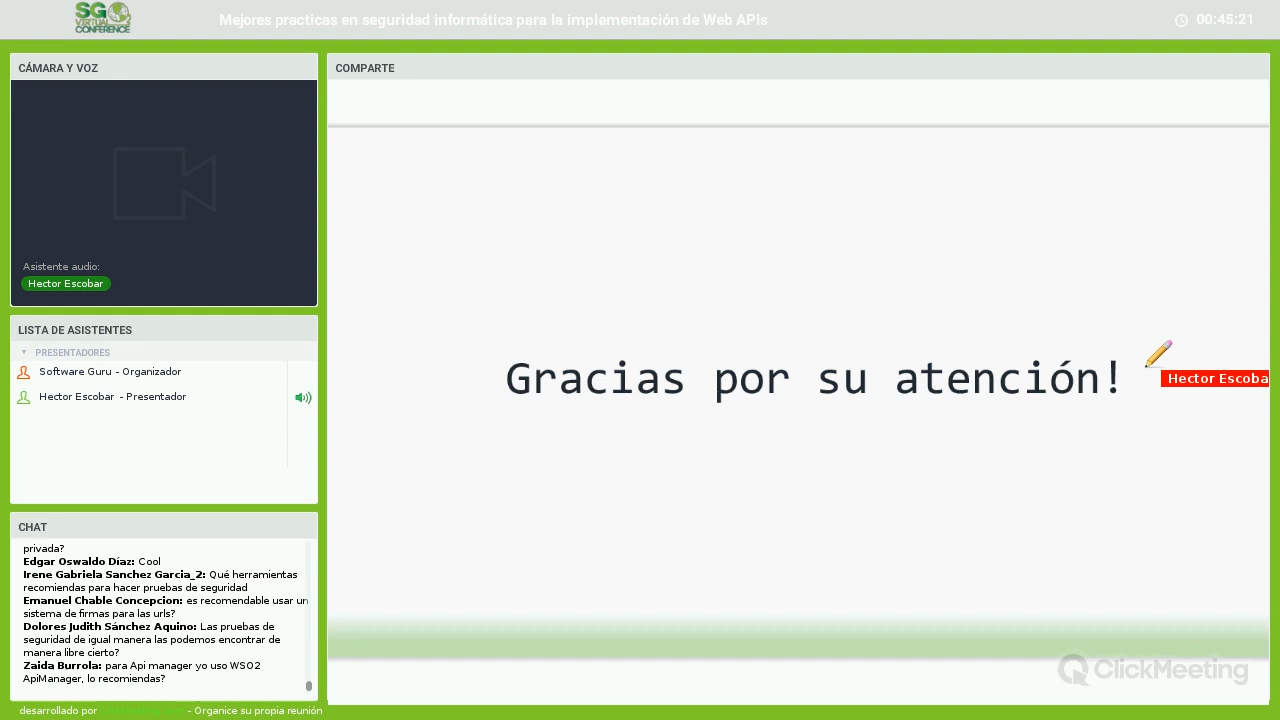 SG
VIRTUAL
CONFERENCE
Mejores practicas en seguridad informática para la implementación de Web APIs
00:45:21
CÁMARA Y VOZ
Asistente audio:
Hector Escobar
LISTA DE ASISTENTES
PRESENTADORES
Software Guru - Organizador
Hector Escobar - Presentador
CHAT
privada?
Edgar Oswaldo Díaz: Cool
Irene Gabriela Sanchez Garcia_2: Qué herramientas
recomiendas para hacer pruebas de seguridad
Emanuel Chable Concepcion: es recomendable usar un
sistema de firmas para las urls?
Dolores Judith Sánchez Aquino: Las pruebas de
seguridad de igual manera las podemos encontrar de
manera libre cierto?
Zaida Burrola: para Api manager yo uso WSO2
ApiManager, lo recomiendas?
desarrollado por - Organice su propia reunión
COMPARTE
Gracias por su atención!
Hector Escoba
ClickMeeting